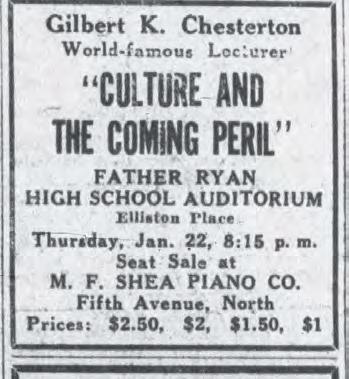 Gilbert K. Chesterton
World-famous Lecturer
"CULTURE AND
THE COMING PERIL"
FATHER RYAN
HIGH SCHOOL AUDITORIUM
Elliston Place
Thursday, Jan. 22, 8:15 p. m.
Seat Sale at
M. F. SHEA PIANO CO.
Fifth Avenue, North
Prices: $2.50, $2, $1.50, $1